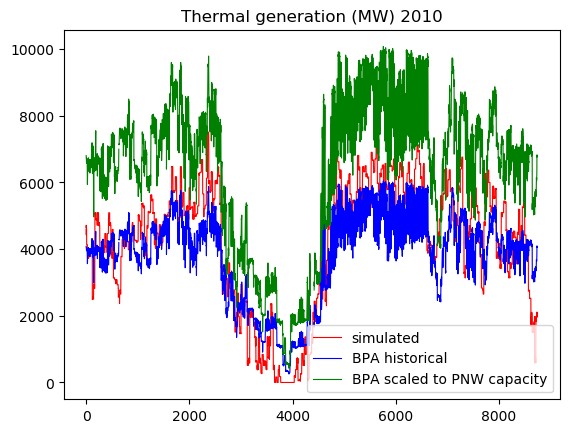 Thermal generation (MW) 2010
10000
8000
6000
4000
2000
0
simulated
BPA historical
BPA scaled to PNW capacity
0 2000 4000 6000 8000